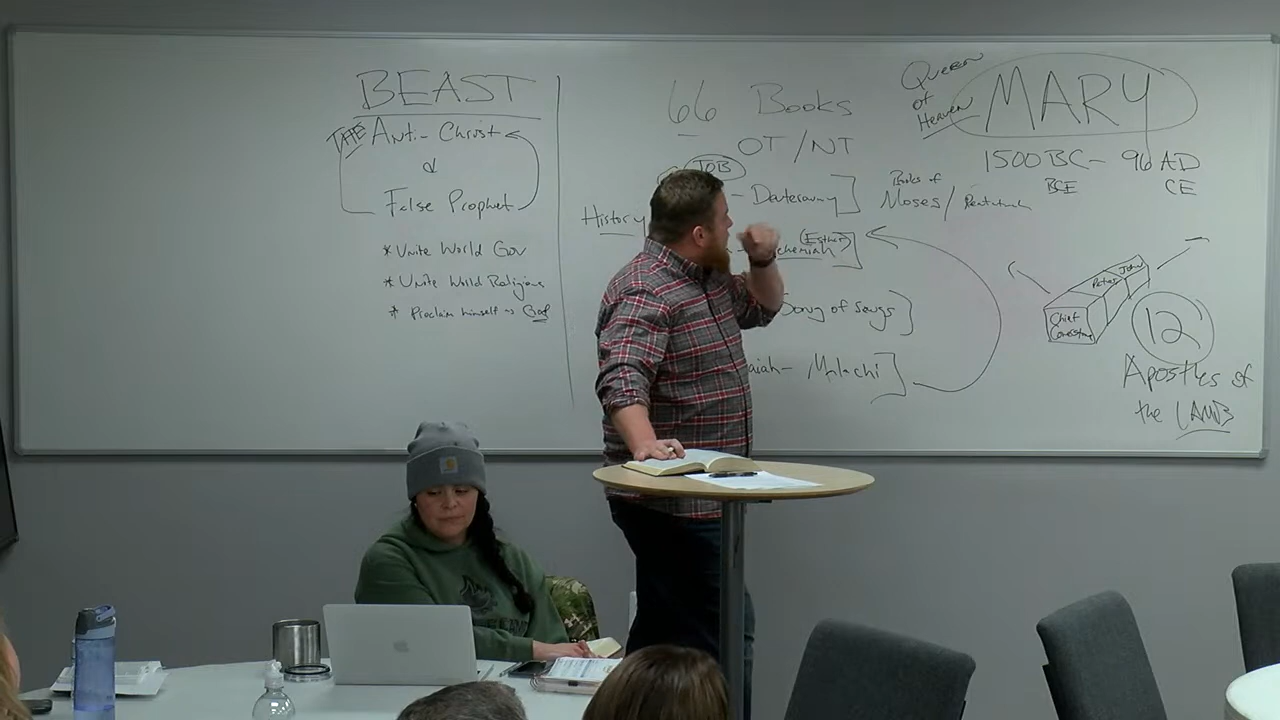 BEAST
THE Anti-Christ
&
False Prophet
* Unite World Gov
* Unite World Religions
* Proclaim himself as God
66 Books
OT/NT
JOB
- Deuteronomy]
History
(Esther)
Nehemiah]
Song of Songs]
Isaiah- Malachi]
Books of
Moses/
Queen
of
Heaven
MARY
1500 BC- 96 AD
BCE CE
Chief
Cornerstone
Peter John
12
Apostles of
the LAMB